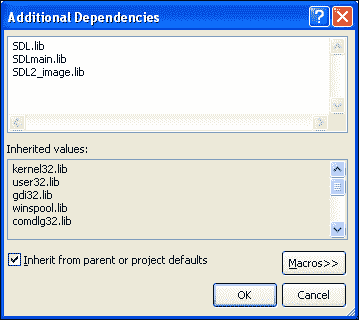 Additional Dependencies
SDL.lib
SDLmain.lib
SDL2_image.lib
Inherited values:
kernel32.lib
user32.lib
gdi32.lib
winspool.lib
comdlg32.lib
Inherit from parent or project defaults
Macros>>
OK
Cancel